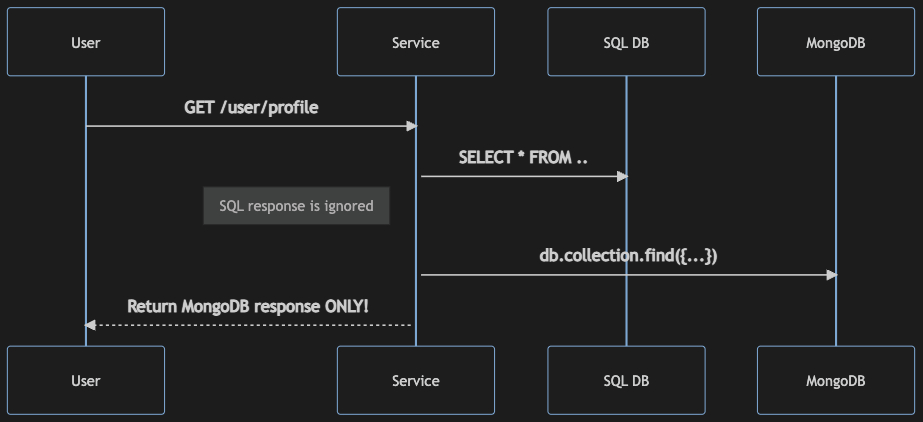 User
Service
SQL DB
MongoDB
GET /user/profile
SELECT * FROM ..
SQL response is ignored
db.collection.find({...})
Return MongoDB response ONLY!
User
Service
SQL DB
MongoDB